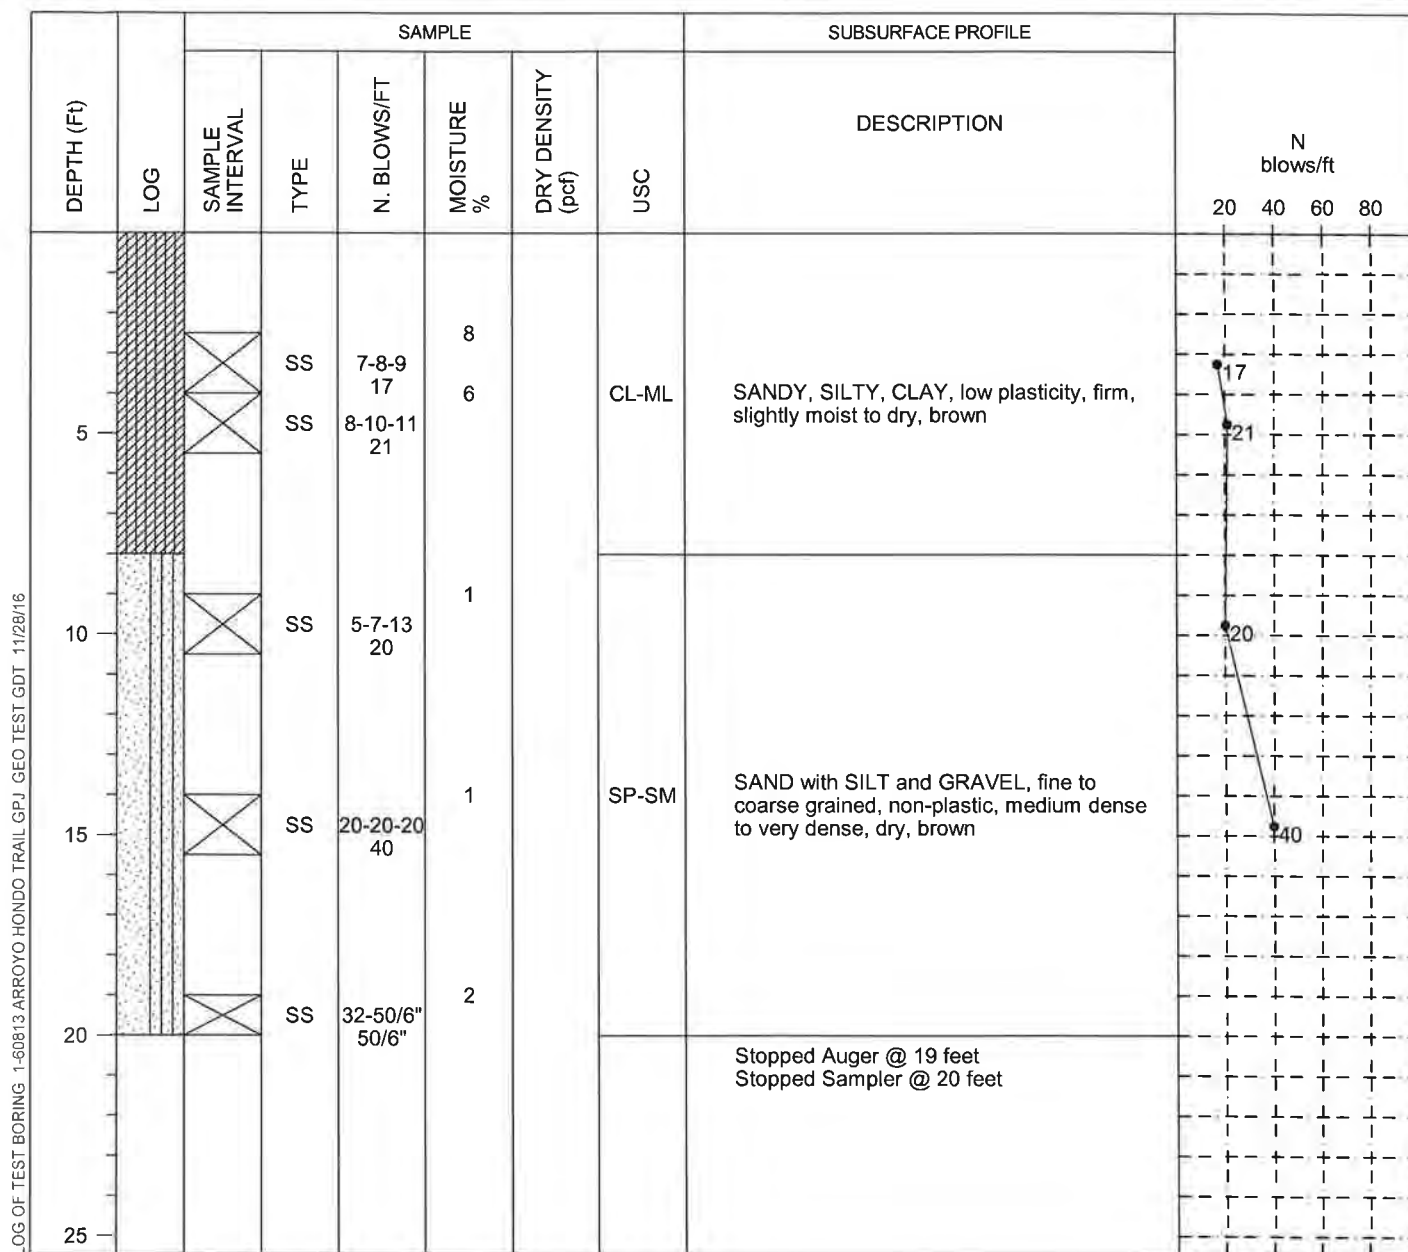 SAMPLE
SUBSURFACE PROFILE
DEPTH (Ft)
LOG
SAMPLE
INTERVAL
TYPE
N. BLOWS/FT
MOISTURE
%
DRY DENSITY
(pcf)
USC
DESCRIPTION
N
blows/ft
20 40 60 80
8
SS 7-8-9
17
17
6
SS 8-10-11
21
21
CL-ML
SANDY, SILTY, CLAY, low plasticity, firm,
slightly moist to dry, brown
5
1
SS 5-7-13
20
20
10
1
SS 20-20-20
40
40
SP-SM
SAND with SILT and GRAVEL, fine to
coarse grained, non-plastic, medium dense
to very dense, dry, brown
15
2
SS 32-50/6"
50/6"
20
Stopped Auger @ 19 feet
Stopped Sampler @ 20 feet
25
OG OF TEST BORING 1-60813 ARROYO HONDO TRAIL GPJ GEO TEST GDT 11/28/16